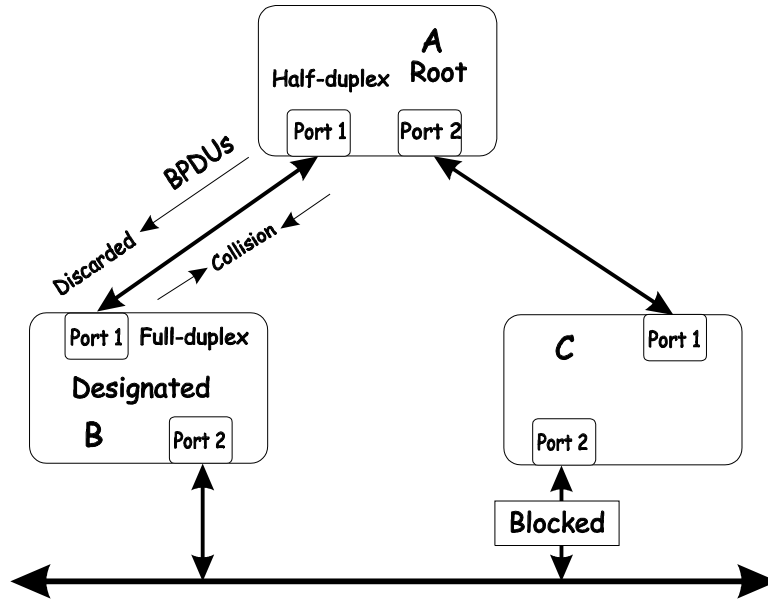 A
Root
Half-duplex
Port 1
Port 2
BPDUs
Discarded
Collision
Port 1
Full-duplex
Designated
B
Port 2
C
Port 1
Port 2
Blocked